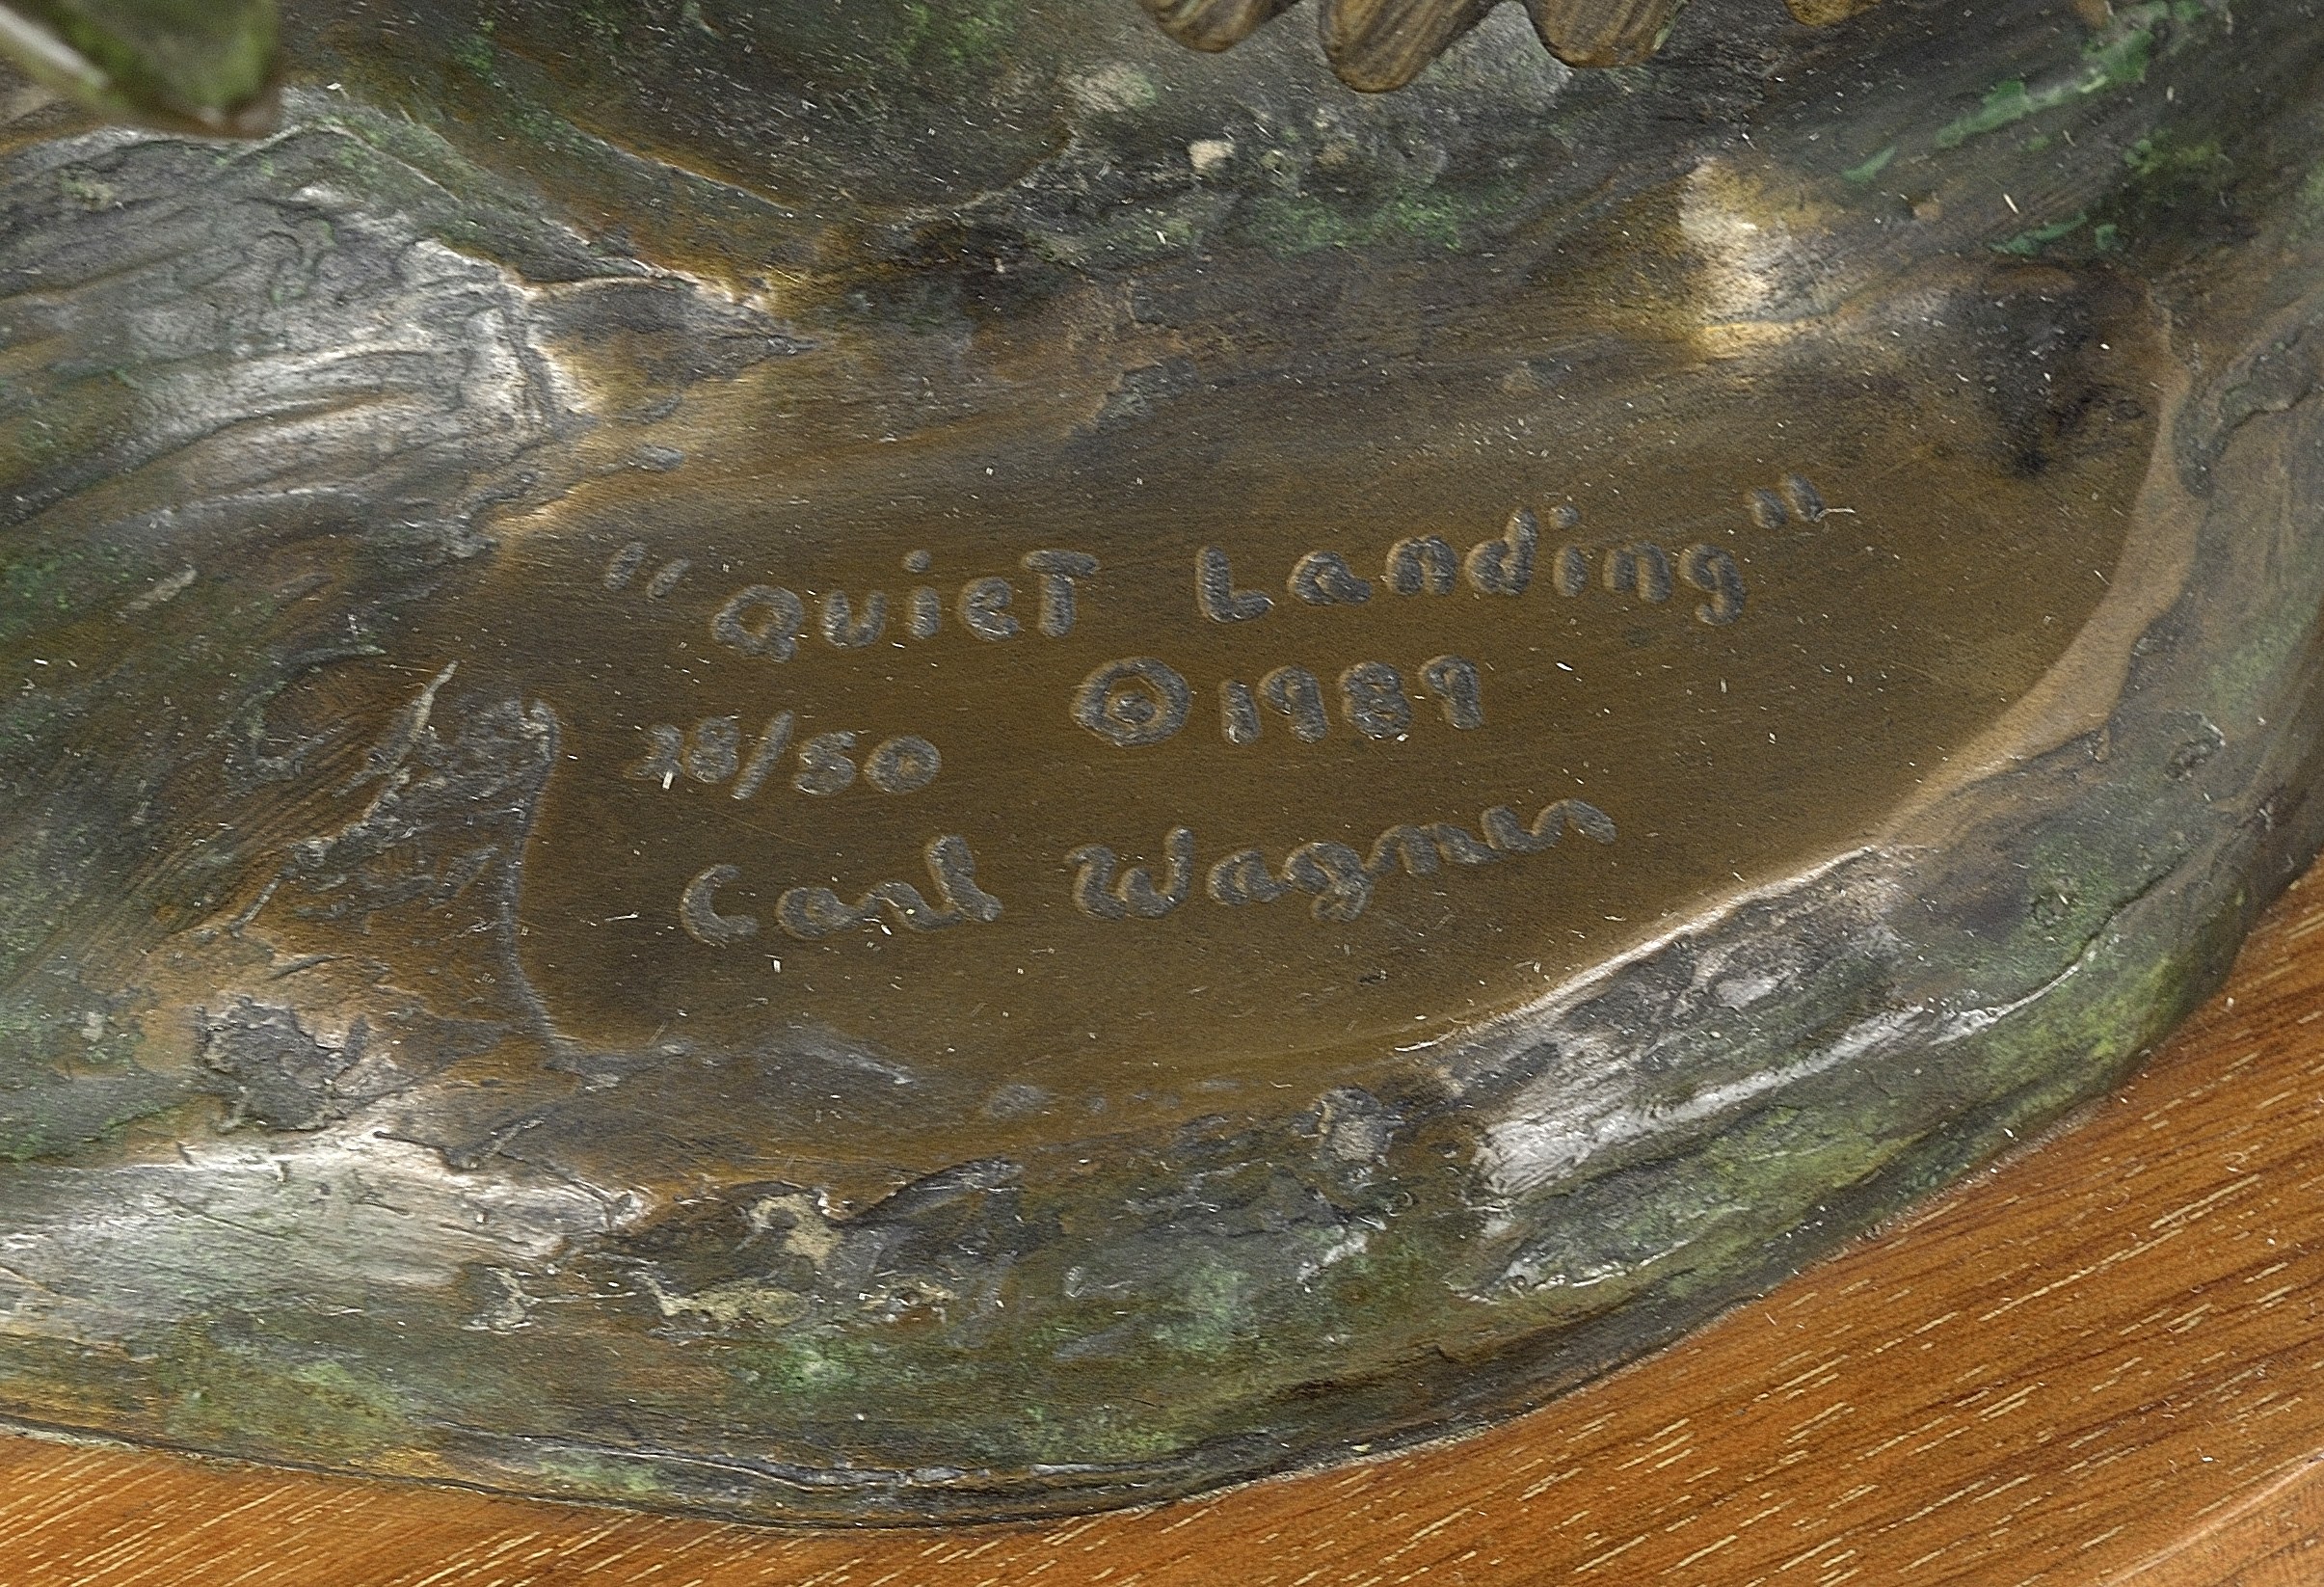 "QuieT Landing"
©1989
28/50
Carl Wagner